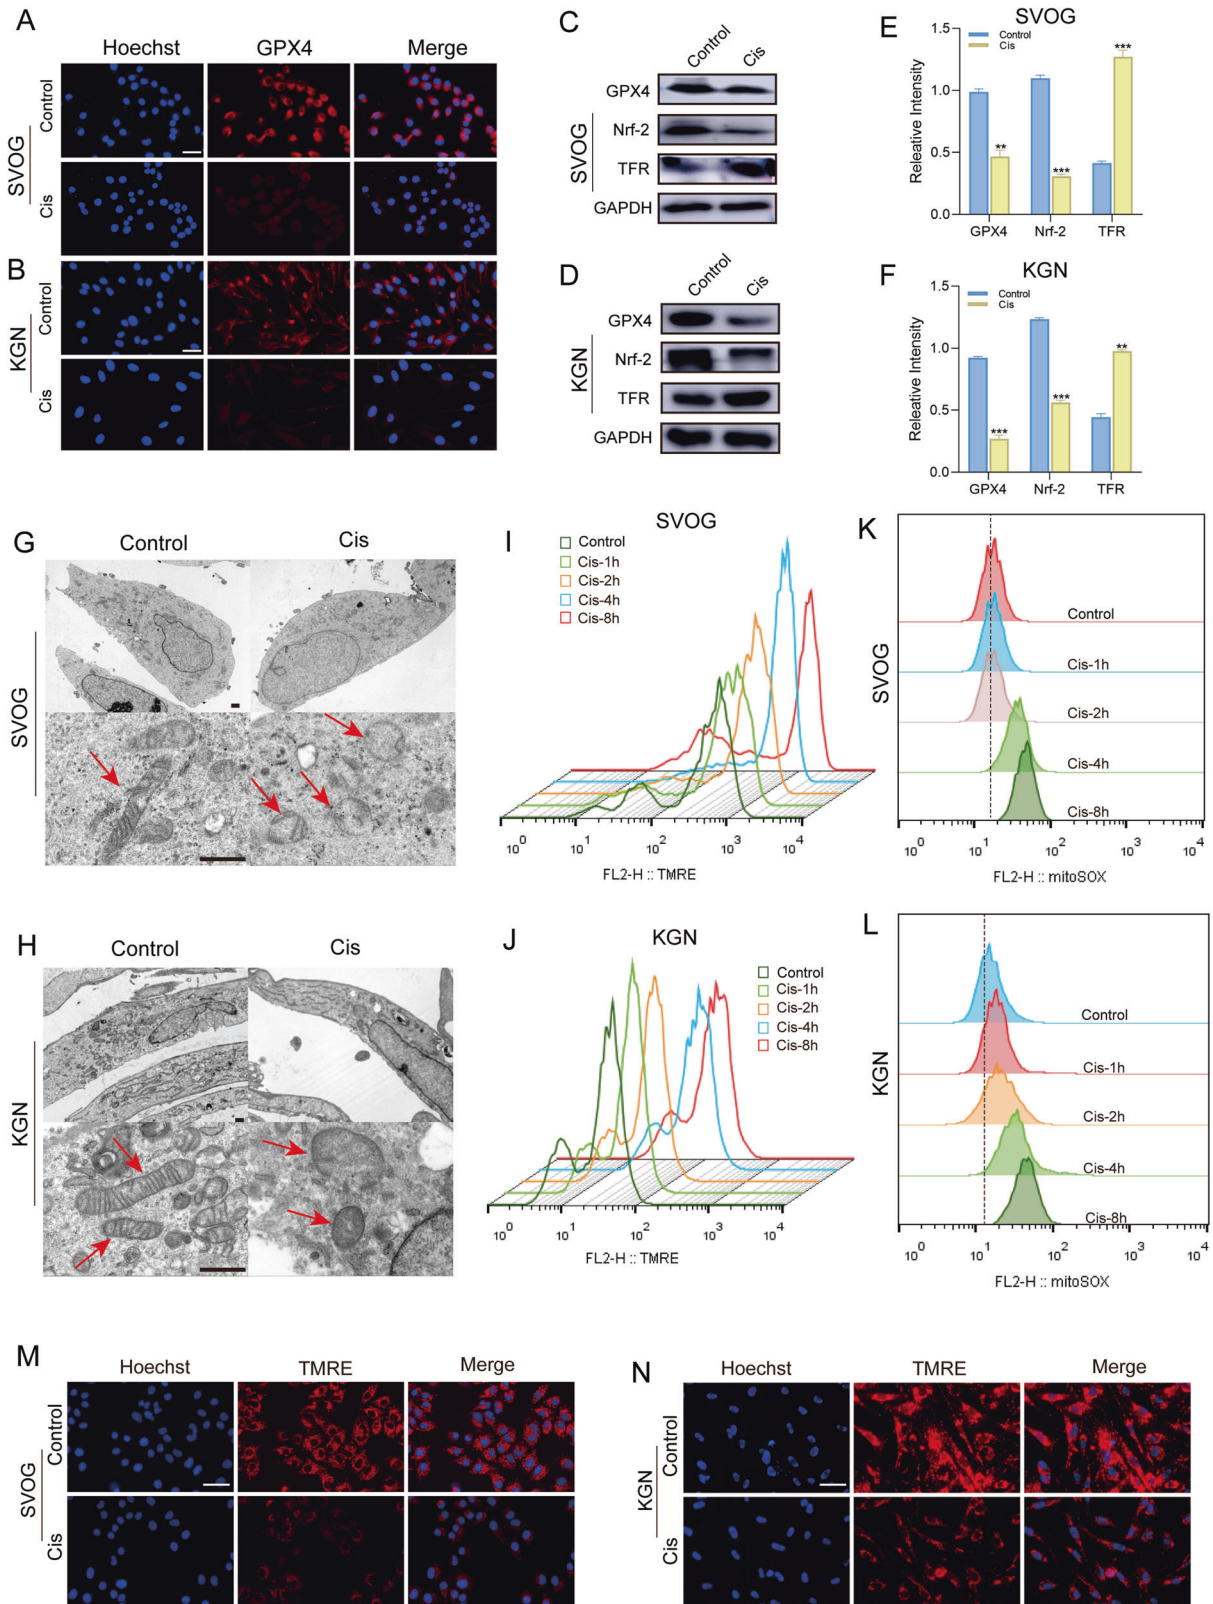 A
Hoechst GPX4 Merge
SVOG
Control
Cis
B
KGN
Control
Cis
C
Control Cis
SVOG
GPX4
Nrf-2
TFR
GAPDH
D
Control Cis
KGN
GPX4
Nrf-2
TFR
GAPDH
E
SVOG
Control
Cis
Releative Intensity
1.5
1.0
0.5
0.0
** *** ***
GPX4 Nrf-2 TFR
F
KGN
Control
Cis
Releative Intensity
1.5
1.0
0.5
0.0
*** *** **
GPX4 Nrf-2 TFR
G
Control Cis
SVOG
H
Control Cis
KGN
I
SVOG
Control
Cis-1h
Cis-2h
Cis-4h
Cis-8h
10^0 10^1 10^2 10^3 10^4
FL2-H :: TMRE
J
KGN
Control
Cis-1h
Cis-2h
Cis-4h
Cis-8h
10^0 10^1 10^2 10^3 10^4
FL2-H :: TMRE
K
SVOG
Control
Cis-1h
Cis-2h
Cis-4h
Cis-8h
10^0 10^1 10^2 10^3 10^4
FL2-H :: mitoSOX
L
KGN
Control
Cis-1h
Cis-2h
Cis-4h
Cis-8h
10^0 10^1 10^2 10^3 10^4
FL2-H :: mitoSOX
M
Hoechst TMRE Merge
SVOG
Control
Cis
N
Hoechst TMRE Merge
KGN
Control
Cis